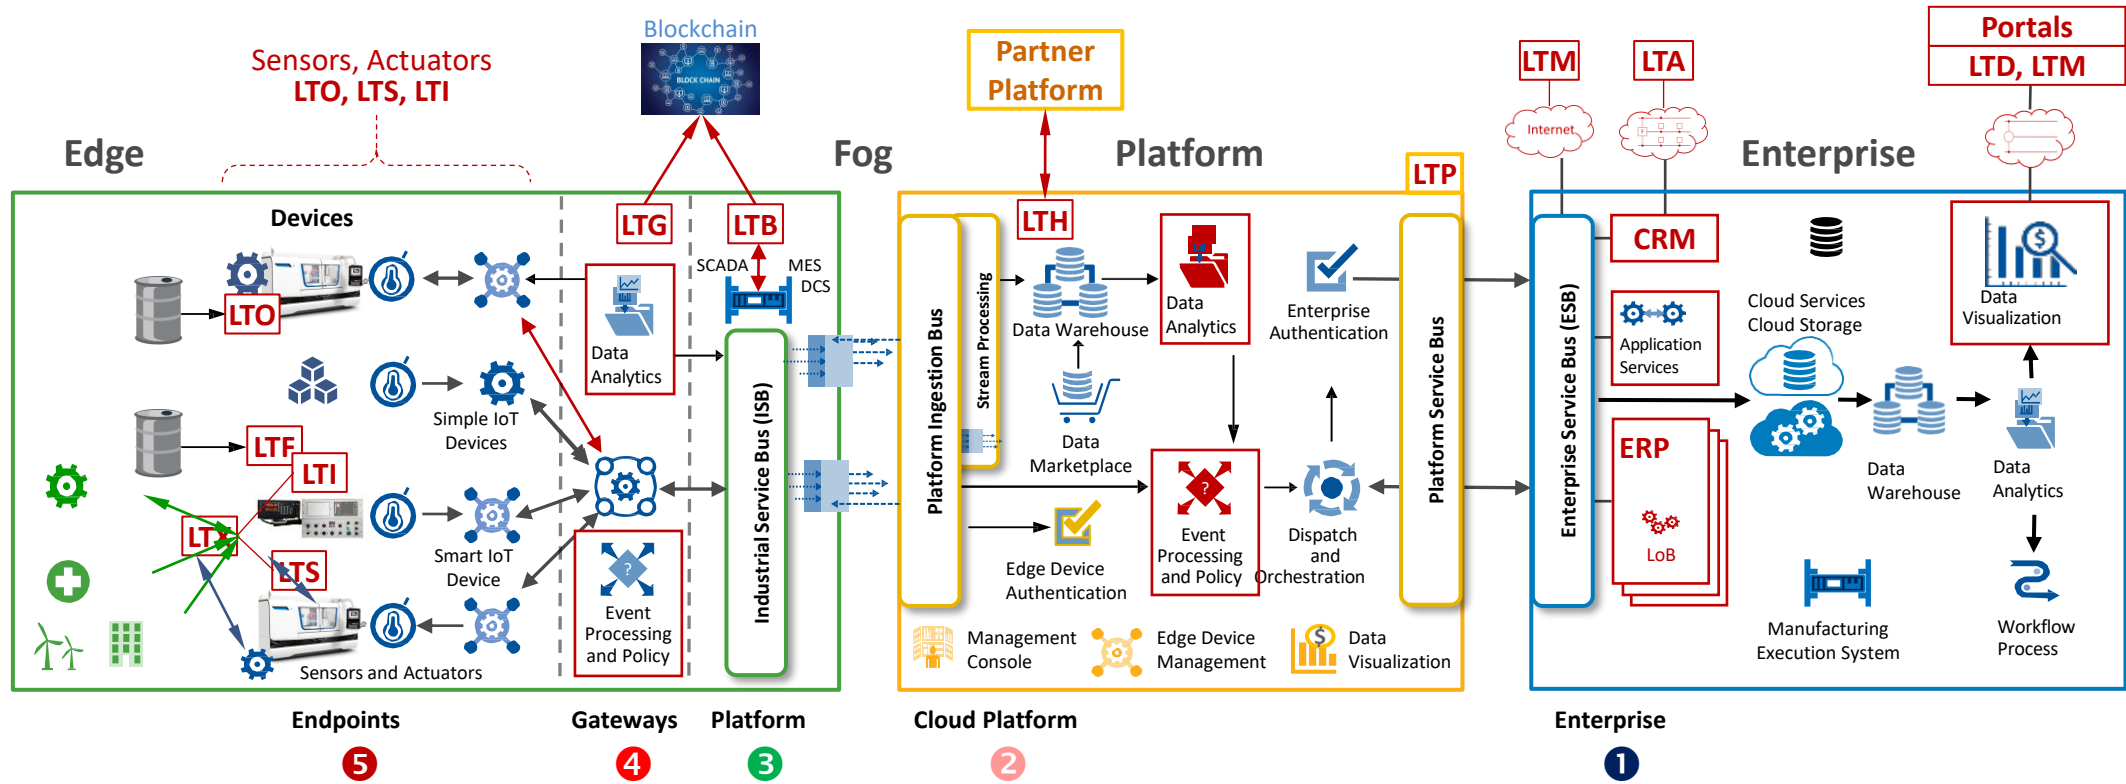 Blockchain
BLOCK CHAIN
Sensors, Actuators
LTO, LTS, LTI
Partner
Platform
LTM
LTA
Portals
LTD, LTM
Internet
Edge
Fog
Platform
Enterprise
LTP
Devices
LTG
LTB
LTH
CRM
SCADA
MES
DCS
LTO
Data
Analytics
Simple IoT
Devices
LTF
LTI
LTX
LTS
Smart IoT
Device
Event
Processing
and Policy
Sensors and Actuators
Industrial Service Bus (ISB)
Platform Ingestion Bus
Stream Processing
Data Warehouse
Data
Analytics
Enterprise
Authentication
Data
Marketplace
?
?
Event
Processing
and Policy
Dispatch
and
Orchestration
Edge Device
Authentication
Management
Console
Edge Device
Management
$
Data
Visualization
Platform Service Bus
Enterprise Service Bus (ESB)
Application
Services
ERP
LoB
Cloud Services
Cloud Storage
$
Data
Visualization
Data
Warehouse
Data
Analytics
Manufacturing
Execution System
Workflow
Process
Endpoints
Gateways
Platform
Cloud Platform
Enterprise
5
4
3
2
1